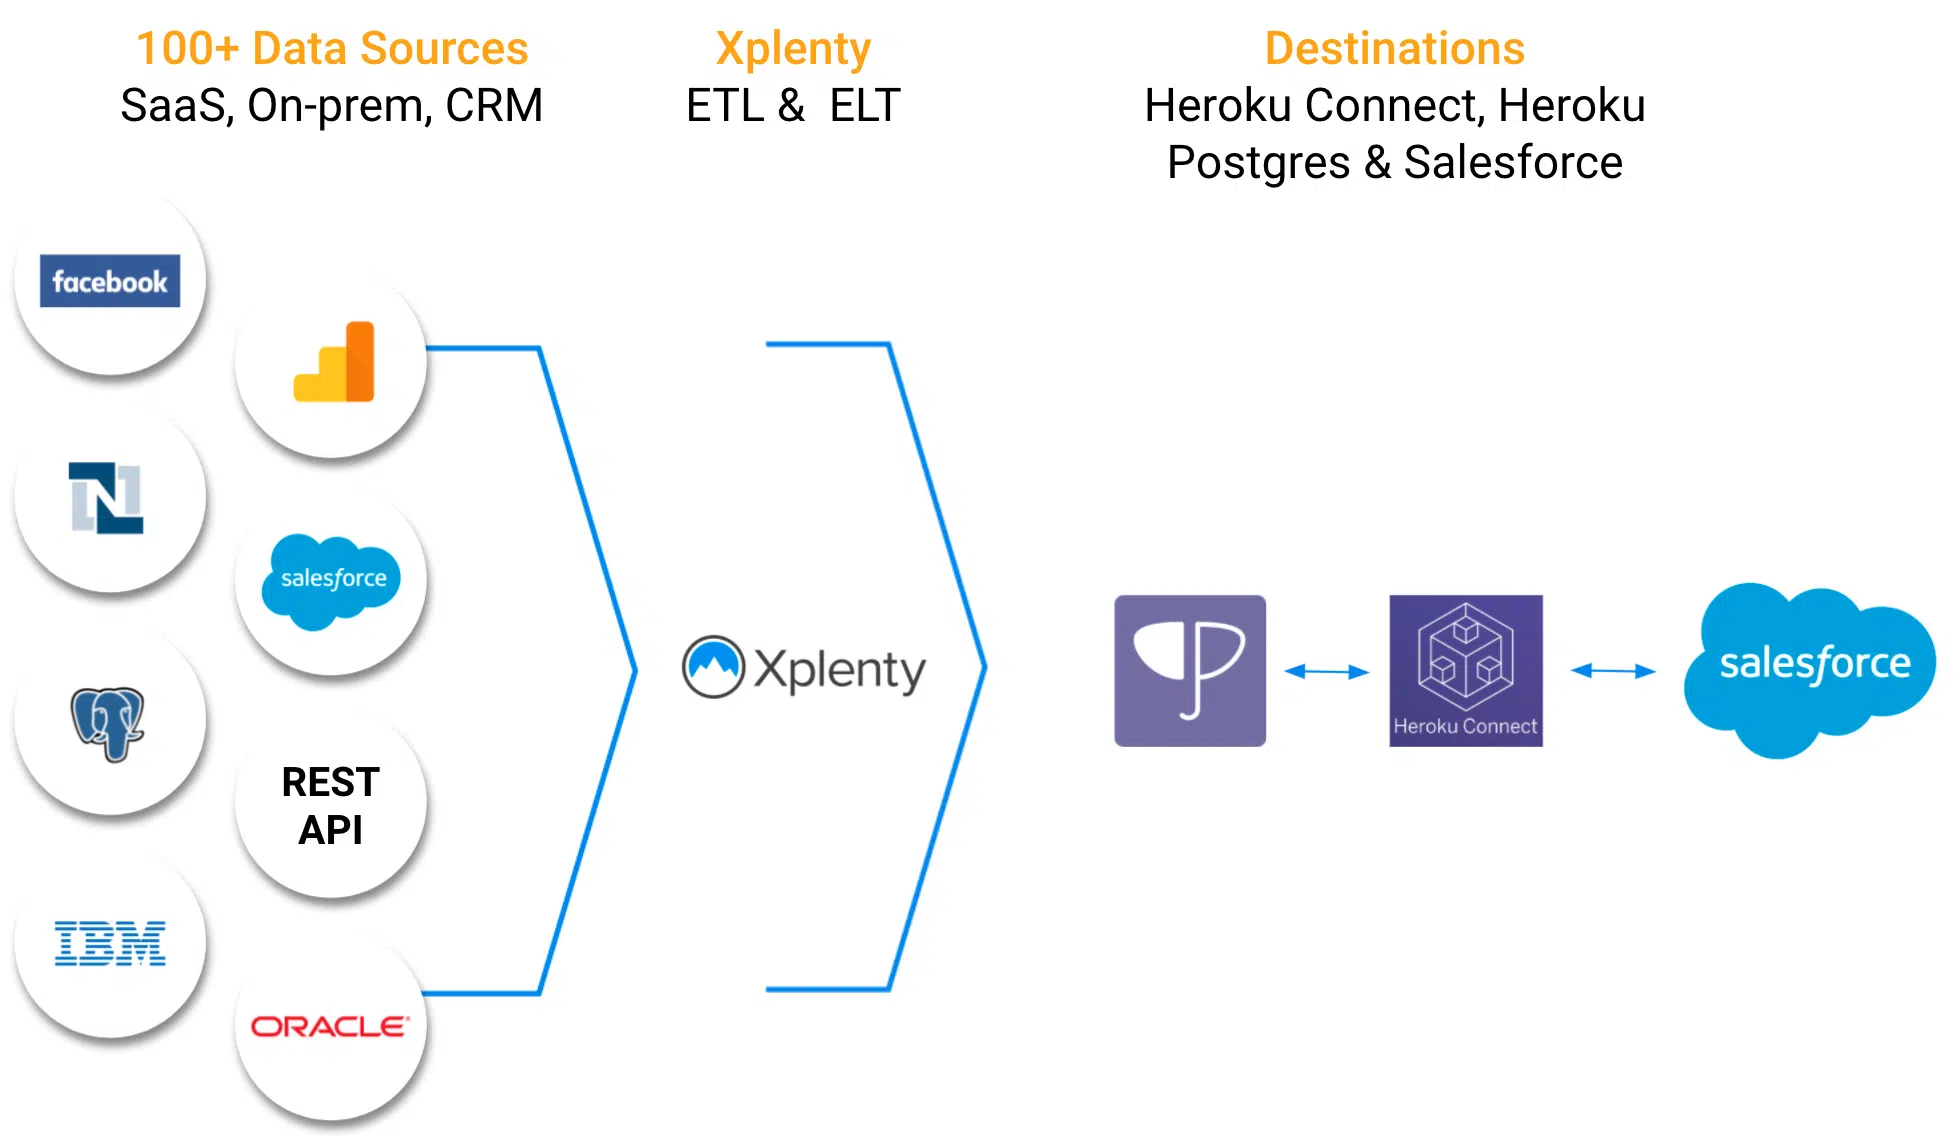 100+ Data Sources
SaaS, On-prem, CRM
Xplenty
ETL & ELT
Destinations
Heroku Connect, Heroku
Postgres & Salesforce
facebook
N
salesforce
REST
API
IBM
ORACLE
Xplenty
Heroku Connect
salesforce